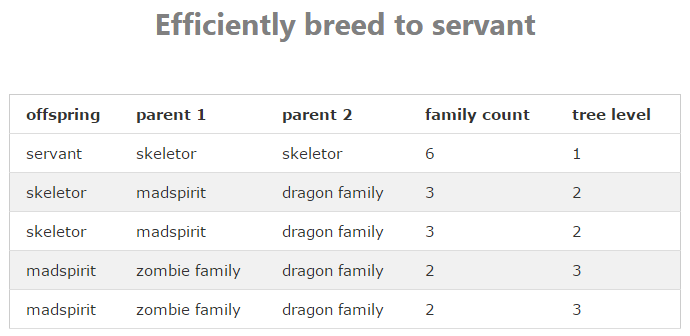 Efficiently breed to servant
offspring parent 1 parent 2 family count tree level
servant skeletor skeletor 6 1
skeletor madspirit dragon family 3 2
skeletor madspirit dragon family 3 2
madspirit zombie family dragon family 2 3
madspirit zombie family dragon family 2 3